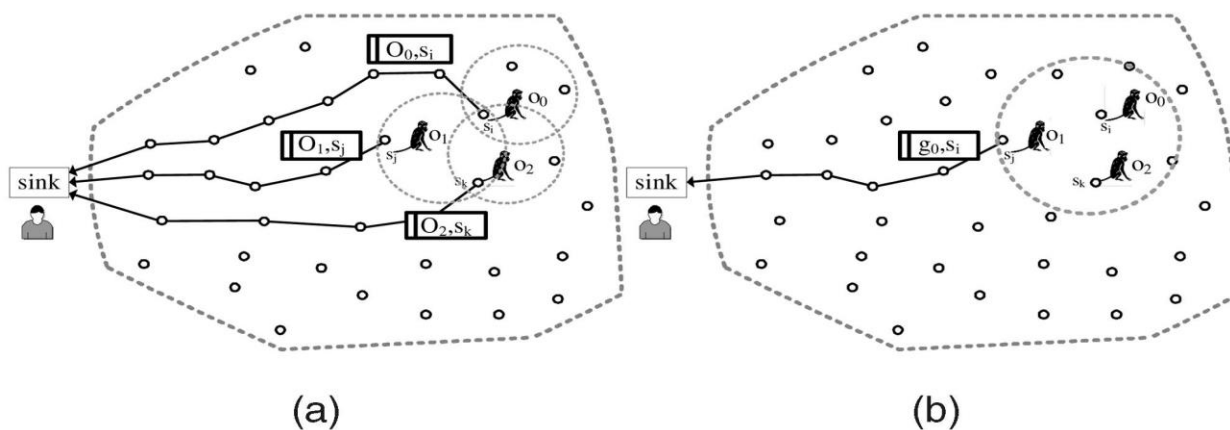 O₀,sᵢ
O₀
sᵢ
O₁,sⱼ
O₁
sⱼ
O₂
sₖ
sink
O₂,sₖ
(a)
O₀
sᵢ
g₀,sᵢ
O₁
sⱼ
O₂
sₖ
sink
(b)